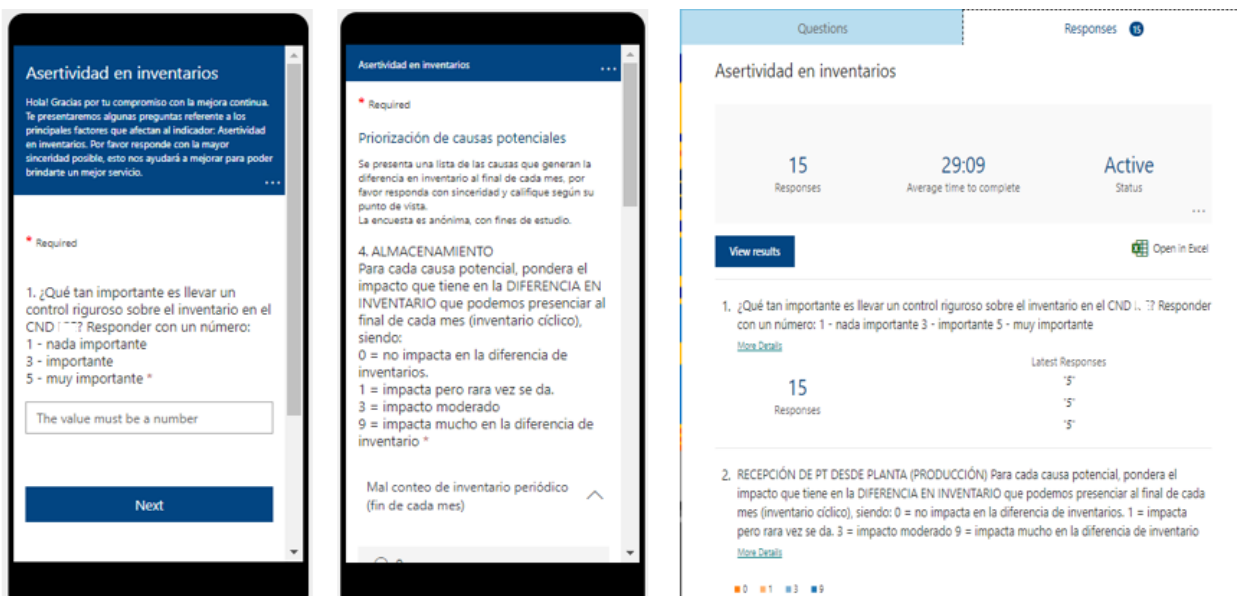 Asertividad en inventarios
Hola! Gracias por tu compromiso con la mejora continua.
Te presentaremos algunas preguntas referente a los
principales factores que afectan al indicador: Asertividad
en inventarios. Por favor responde con la mayor
sinceridad posible, esto nos ayudará a mejorar para poder
brindarte un mejor servicio.
...
* Required
1. ¿Qué tan importante es llevar un
control riguroso sobre el inventario en el
CND ? Responder con un número:
1 - nada importante
3 - importante
5 - muy importante *
The value must be a number
Next
Asertividad en inventarios
...
* Required
Priorización de causas potenciales
Se presenta una lista de las causas que generan la
diferencia en inventario al final de cada mes, por
favor responda con sinceridad y califique según su
punto de vista.
La encuesta es anónima, con fines de estudio.
4. ALMACENAMIENTO
Para cada causa potencial, pondera el
impacto que tiene en la DIFERENCIA EN
INVENTARIO que podemos presenciar al
final de cada mes (inventario cíclico),
siendo:
0 = no impacta en la diferencia de
inventarios.
1 = impacta pero rara vez se da.
3 = impacto moderado
9 = impacta mucho en la diferencia de
inventario *
Mal conteo de inventario periódico
(fin de cada mes)
Questions
Responses 15
Asertividad en inventarios
15
Responses
29:09
Average time to complete
Active
Status
...
View results
Open in Excel
1. ¿Qué tan importante es llevar un control riguroso sobre el inventario en el CND ? Responder
con un número: 1 - nada importante 3 - importante 5 - muy importante
More Details
15
Responses
Latest Responses
"5"
"5"
"5"
2. RECEPCIÓN DE PT DESDE PLANTA (PRODUCCIÓN) Para cada causa potencial, pondera el
impacto que tiene en la DIFERENCIA EN INVENTARIO que podemos presenciar al final de cada
mes (inventario cíclico), siendo: 0 = no impacta en la diferencia de inventarios. 1 = impacta
pero rara vez se da. 3 = impacto moderado 9 = impacta mucho en la diferencia de inventario
More Details
0 1 3 9